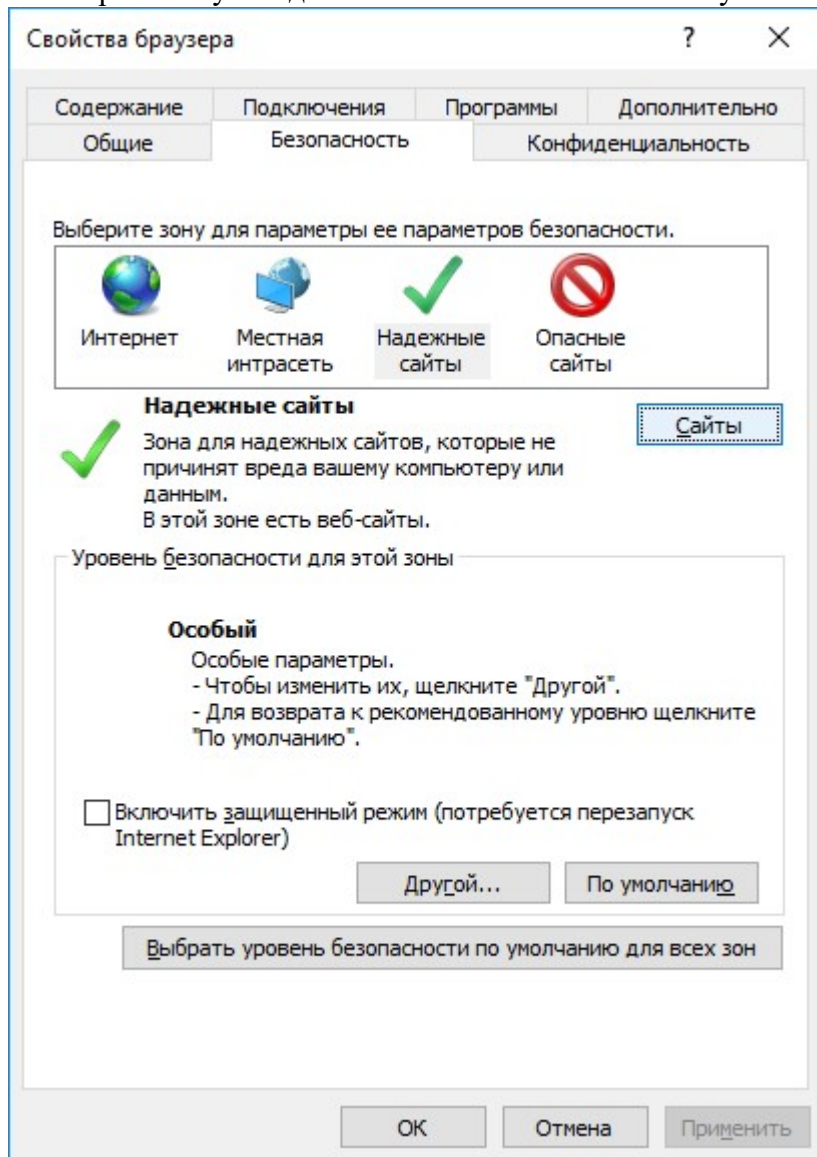 Свойства браузера
?
Содержание Подключения Программы Дополнительно
Общие Безопасность Конфиденциальность
Выберите зону для параметры ее параметров безопасности.
Интернет Местная Надежные Опасные
интрасеть сайты сайты
Надежные сайты
Сайты
Зона для надежных сайтов, которые не
причинят вреда вашему компьютеру или
данным.
В этой зоне есть веб-сайты.
Уровень безопасности для этой зоны
Особый
Особые параметры.
- Чтобы изменить их, щелкните "Другой".
- Для возврата к рекомендованному уровню щелкните
"По умолчанию".
Включить защищенный режим (потребуется перезапуск
Internet Explorer)
Другой... По умолчанию
Выбрать уровень безопасности по умолчанию для всех зон
ОК Отмена Применить